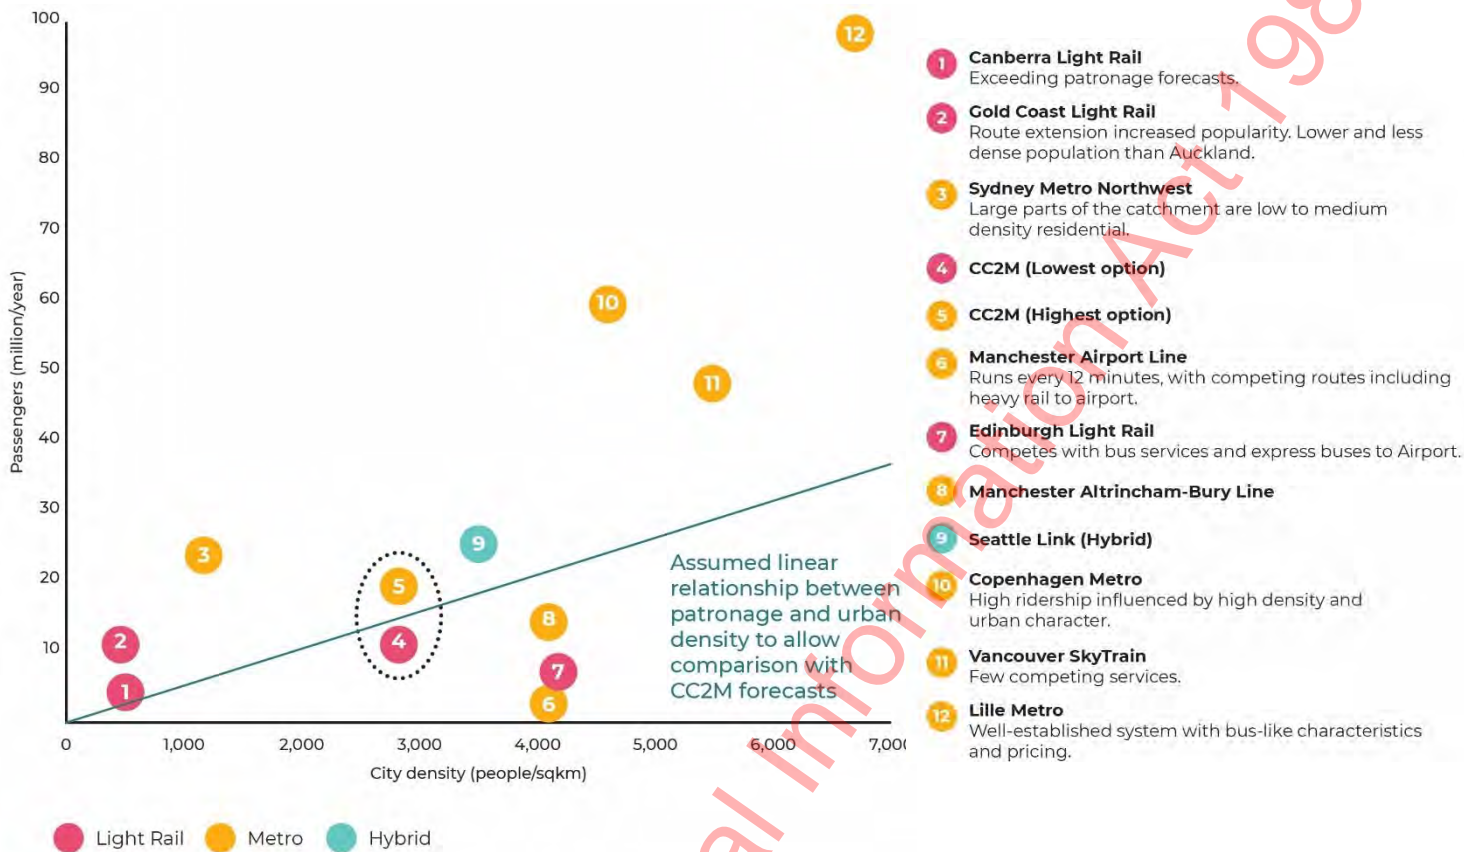 100
90
80
70
60
50
40
30
20
10
Passengers (million/year)
12
10
11
9
3
5
8
2
4
7
1
6
Assumed linear
relationship between
patronage and urban
density to allow
comparison with
CC2M forecasts
0 1,000 2,000 3,000 4,000 5,000 6,000 7,000
City density (people/sqkm)
Light Rail Metro Hybrid
1 Canberra Light Rail
Exceeding patronage forecasts.
2 Gold Coast Light Rail
Route extension increased popularity. Lower and less
dense population than Auckland.
3 Sydney Metro Northwest
Large parts of the catchment are low to medium
density residential.
4 CC2M (Lowest option)
5 CC2M (Highest option)
6 Manchester Airport Line
Runs every 12 minutes, with competing routes including
heavy rail to airport.
7 Edinburgh Light Rail
Competes with bus services and express buses to Airport.
8 Manchester Altrincham-Bury Line
9 Seattle Link (Hybrid)
10 Copenhagen Metro
High ridership influenced by high density and
urban character.
11 Vancouver SkyTrain
Few competing services.
12 Lille Metro
Well-established system with bus-like characteristics
and pricing.
al Information Act 198